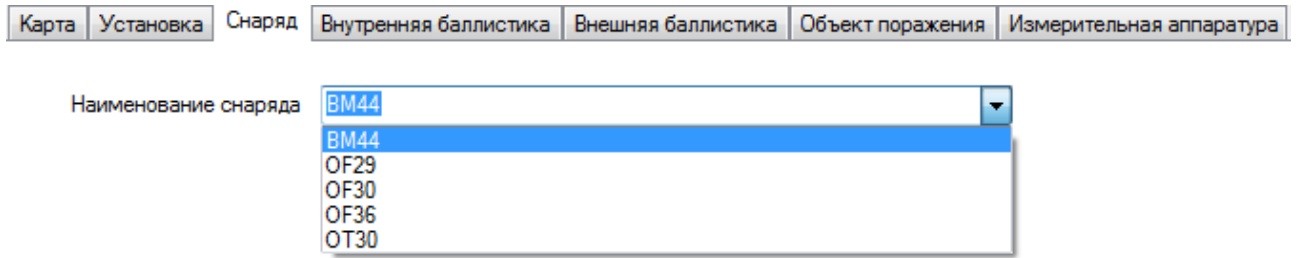 Карта Установка Снаряд Внутренняя баллистика Внешняя баллистика Объект поражения Измерительная аппаратура
Наименование снаряда BM44
BM44
OF29
OF30
OF36
OT30